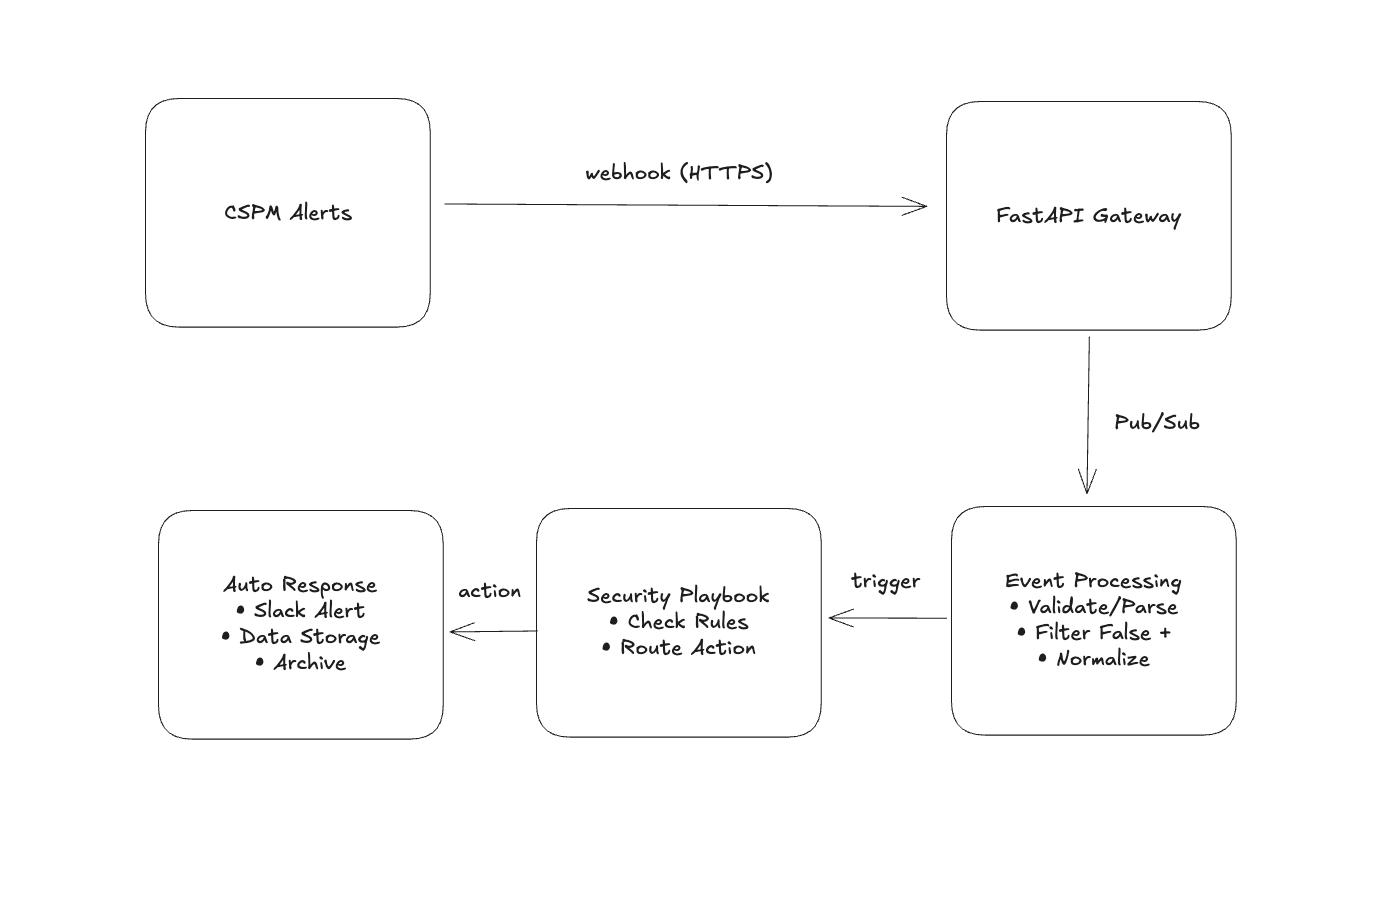 CSPM Alerts
webhook (HTTPS)
FastAPI Gateway
Pub/Sub
Event Processing
• Validate/Parse
• Filter False +
• Normalize
trigger
Security Playbook
• Check Rules
• Route Action
action
Auto Response
• Slack Alert
• Data Storage
• Archive